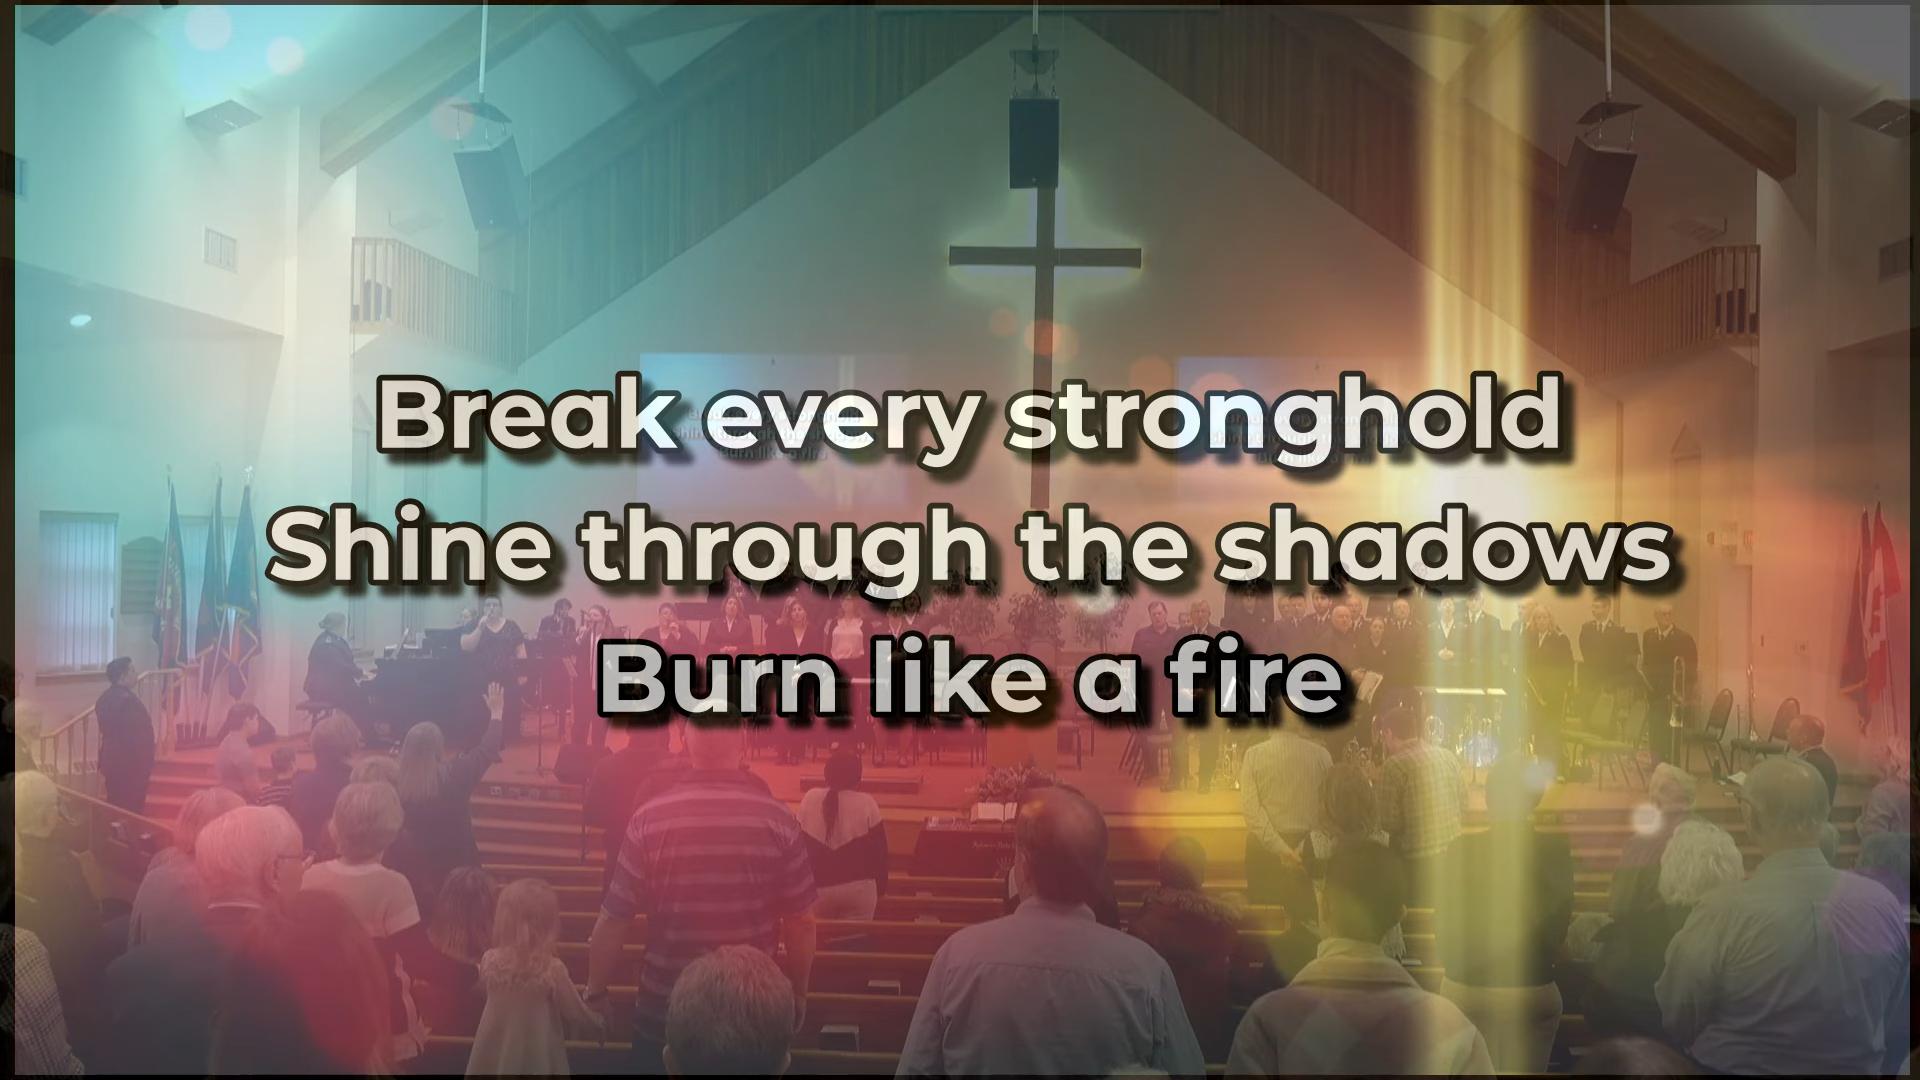 Break every stronghold
Shine through the shadows
Burn like a fire